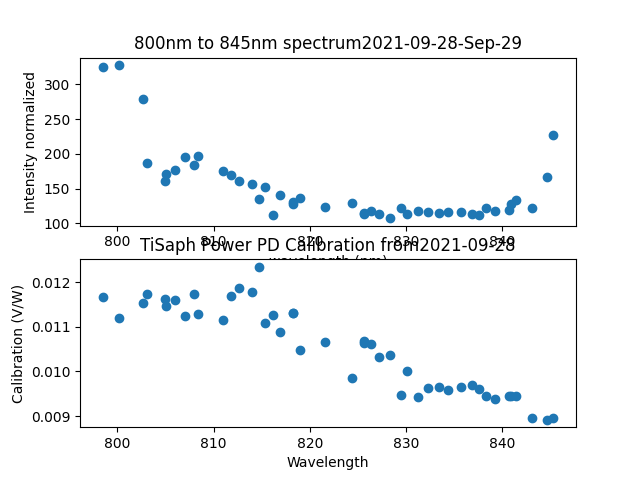 800nm to 845nm spectrum2021-09-28-Sep-29
Intensity normalized
300
250
200
150
100
800 810 820 830 840
wavelength (nm)
TiSaph Power PD Calibration from2021-09-28
Calibration (V/W)
0.012
0.011
0.010
0.009
800 810 820 830 840
Wavelength